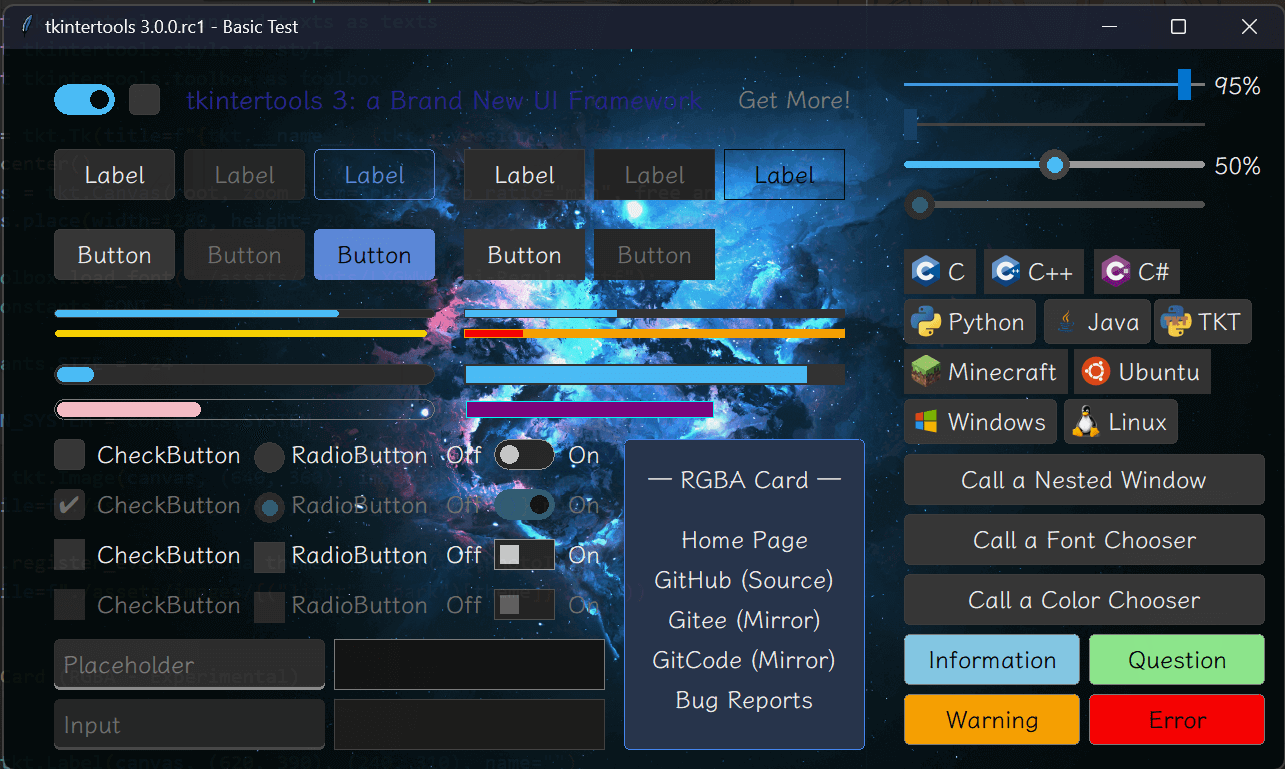 tkintertools 3.0.0.rc1 - Basic Test
tkintertools 3: a Brand New UI Framework
Get More!
95%
Label Label Label Label Label Label
50%
Button Button Button Button Button
C C++ C#
Python Java TKT
Minecraft Ubuntu
Windows Linux
CheckButton RadioButton Off On
CheckButton RadioButton Off On
CheckButton RadioButton Off On
CheckButton RadioButton Off On
— RGBA Card —
Home Page
GitHub (Source)
Gitee (Mirror)
GitCode (Mirror)
Bug Reports
Call a Nested Window
Call a Font Chooser
Call a Color Chooser
Placeholder
Input
Information Question
Warning Error